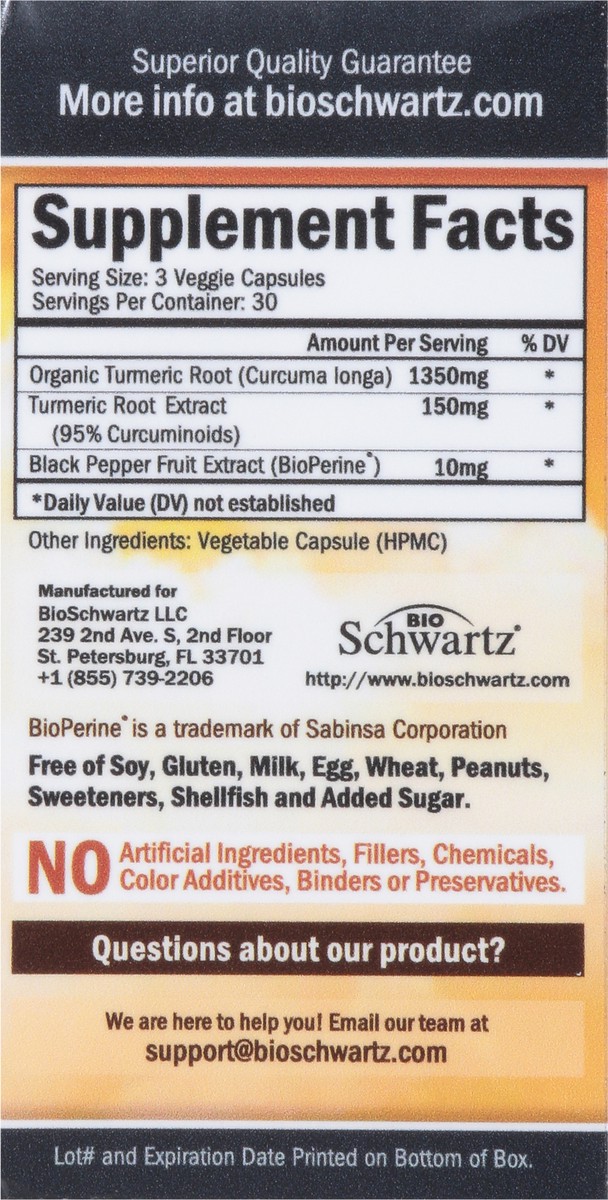 Superior Quality Guarantee
More info at bioschwartz.com
Supplement Facts
Serving Size: 3 Veggie Capsules
Servings Per Container: 30
Amount Per Serving % DV
Organic Turmeric Root (Curcuma longa) 1350mg *
Turmeric Root Extract 150mg *
(95% Curcuminoids)
Black Pepper Fruit Extract (BioPerine®) 10mg *
*Daily Value (DV) not established
Other Ingredients: Vegetable Capsule (HPMC)
Manufactured for
BioSchwartz LLC
239 2nd Ave. S, 2nd Floor
St. Petersburg, FL 33701
+1 (855) 739-2206
BIO
Schwartz®
http://www.bioschwartz.com
BioPerine® is a trademark of Sabinsa Corporation
Free of Soy, Gluten, Milk, Egg, Wheat, Peanuts,
Sweeteners, Shellfish and Added Sugar.
NO Artificial Ingredients, Fillers, Chemicals,
Color Additives, Binders or Preservatives.
Questions about our product?
We are here to help you! Email our team at
support@bioschwartz.com
Lot# and Expiration Date Printed on Bottom of Box.